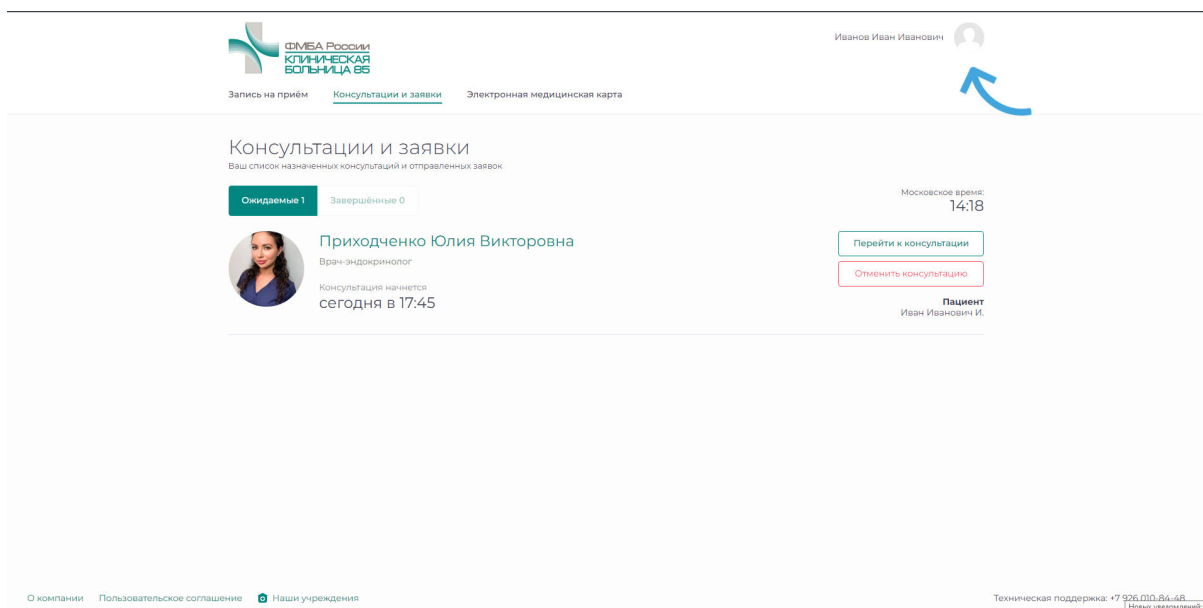 Иванов Иван Иванович
ФМБА России
КЛИНИЧЕСКАЯ
БОЛЬНИЦА 85
Запись на приём Консультации и заявки Электронная медицинская карта
Консультации и заявки
Ваш список назначенных консультаций и отправленных заявок
Ожидаемые 1 Завершённые 0
Московское время:
14:18
Приходченко Юлия Викторовна
Врач-эндокринолог
Консультация начнется
сегодня в 17:45
Перейти к консультации
Отменить консультацию
Пациент
Иван Иванович И.
О компании Пользовательское соглашение Наши учреждения
Техническая поддержка: +7 926 010-84-48
Новых уведомлений